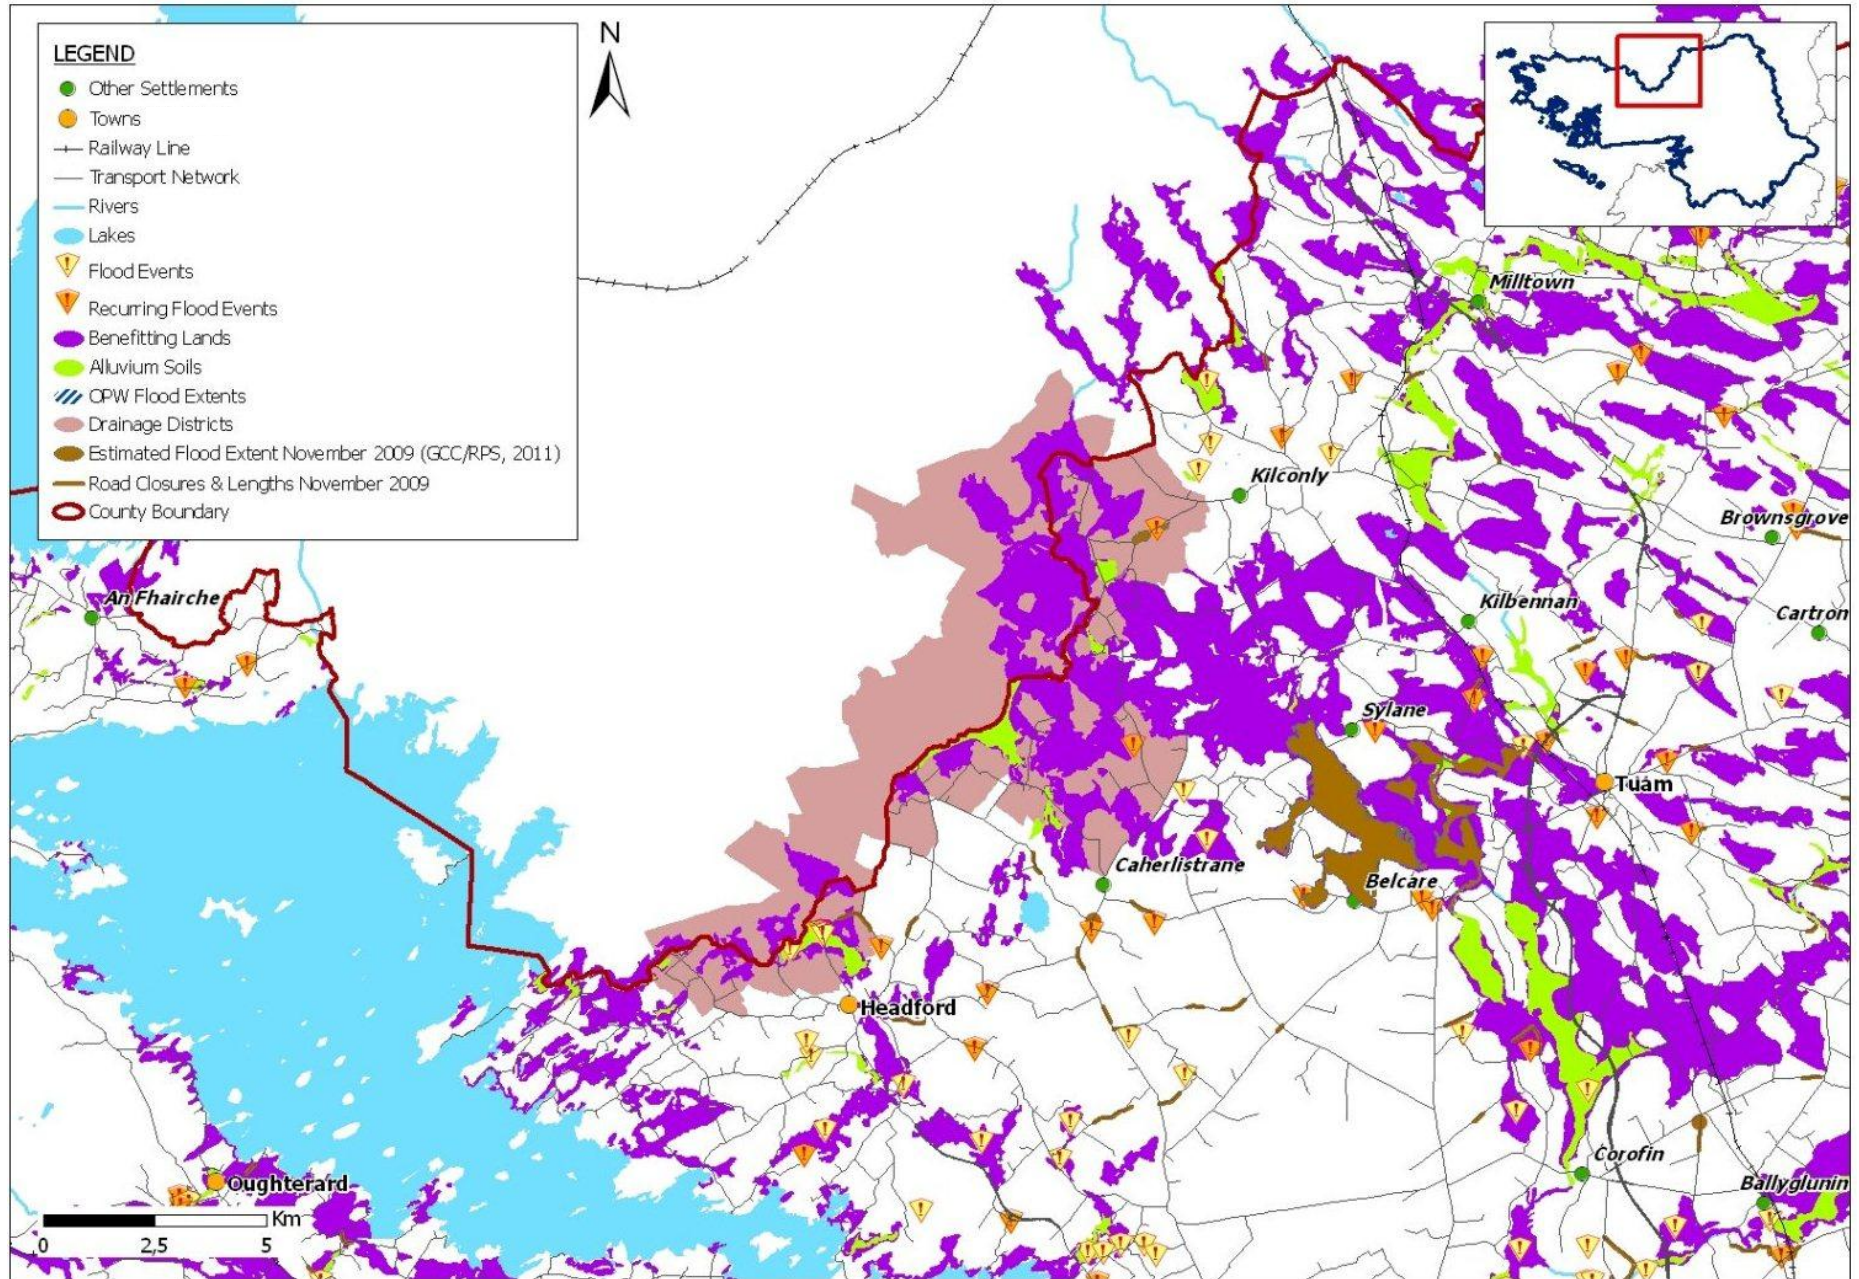 LEGEND
Other Settlements
Towns
Railway Line
Transport Network
Rivers
Lakes
Flood Events
Recurring Flood Events
Benefitting Lands
Alluvium Soils
OPW Flood Extents
Drainage Districts
Estimated Flood Extent November 2009 (GCC/RPS, 2011)
Road Closures & Lengths November 2009
County Boundary
N
Milltown
Kilconly
Brownsgrove
An Fhairche
Kilbennan
Cartron
Sylane
Tuam
Caherlistrane
Belcare
Headford
Corofin
Oughterard
Ballyglunin
Km
0 2,5 5